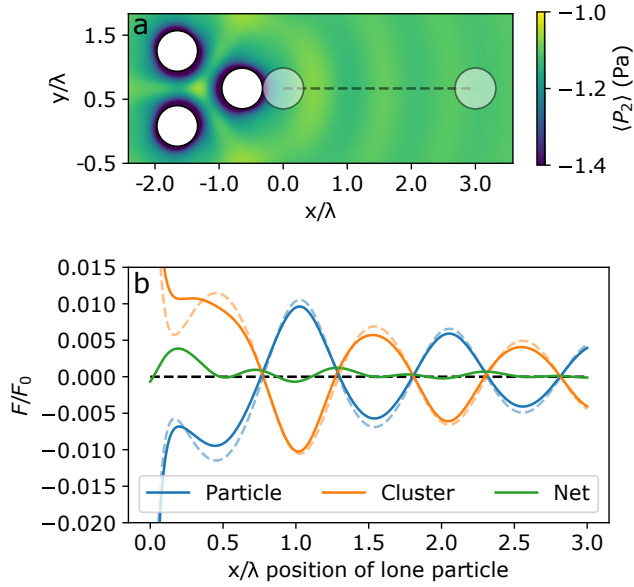 a
1.5
0.5
-0.5
y/λ
-2.0 -1.0 0.0 1.0 2.0 3.0
x/λ
−1.0
−1.2
−1.4
⟨P₂⟩ (Pa)
b
0.015
0.010
0.005
0.000
−0.005
−0.010
−0.015
−0.020
F/F₀
Particle Cluster Net
0.0 0.5 1.0 1.5 2.0 2.5 3.0
x/λ position of lone particle